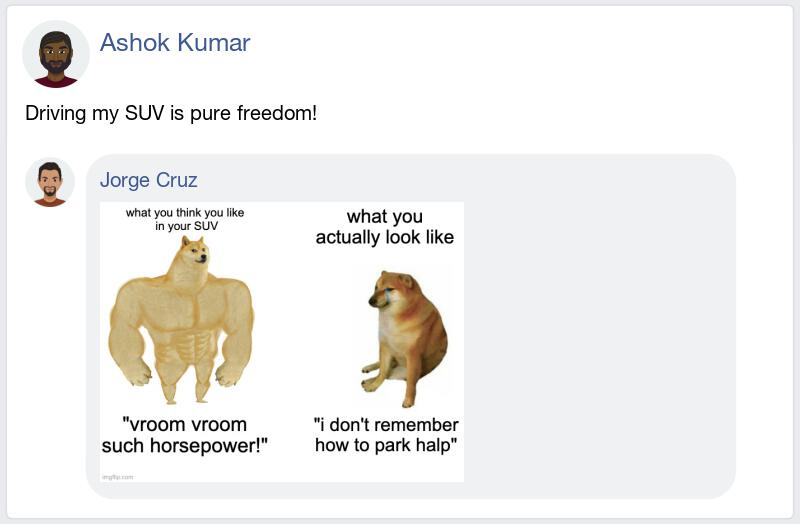 Ashok Kumar
Driving my SUV is pure freedom!
Jorge Cruz
what you think you like
in your SUV
"vroom vroom
such horsepower!"
what you
actually look like
"i don't remember
how to park halp"
imgflip.com